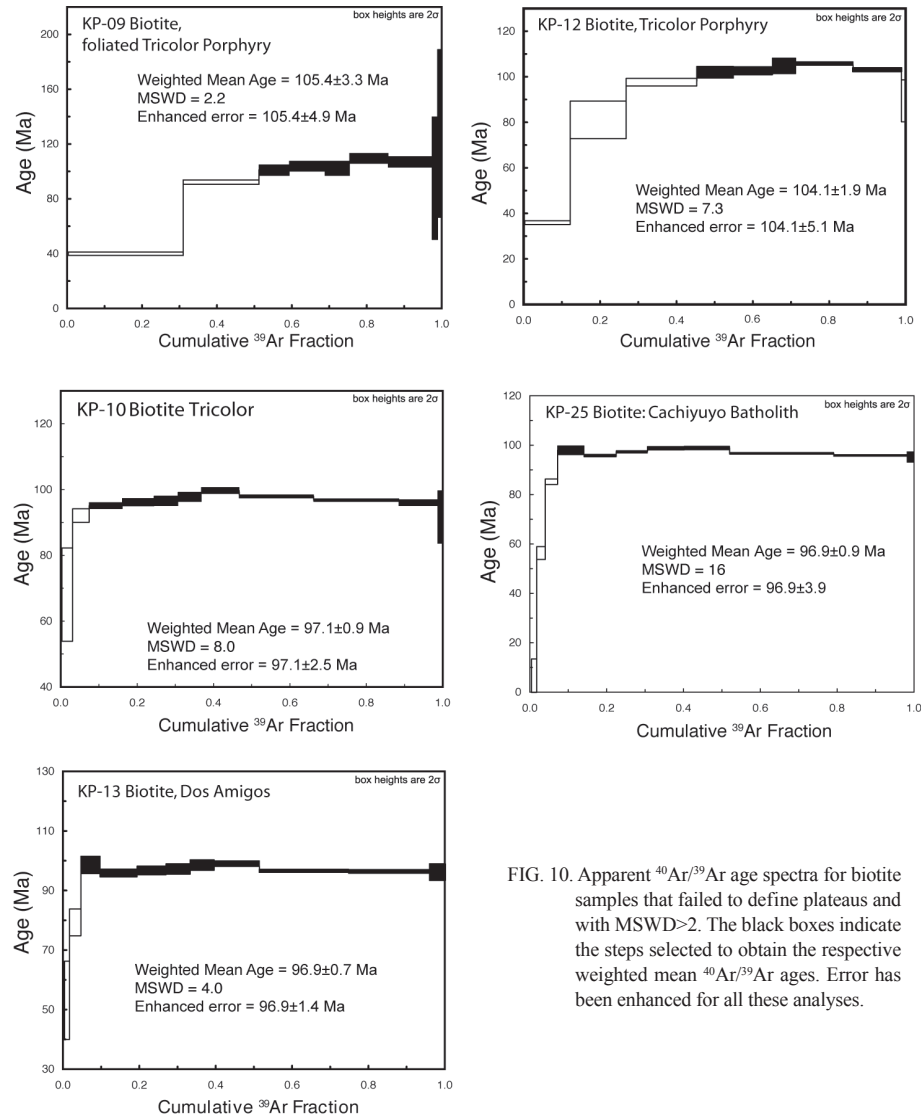 box heights are 2σ
KP-09 Biotite,
foliated Tricolor Porphyry
Weighted Mean Age = 105.4±3.3 Ma
MSWD = 2.2
Enhanced error = 105.4±4.9 Ma
Age (Ma)
200
160
120
80
40
0
0.0 0.2 0.4 0.6 0.8 1.0
Cumulative ³⁹Ar Fraction
box heights are 2σ
KP-12 Biotite, Tricolor Porphyry
Weighted Mean Age = 104.1±1.9 Ma
MSWD = 7.3
Enhanced error = 104.1±5.1 Ma
Age (Ma)
120
100
80
60
40
20
0
0.0 0.2 0.4 0.6 0.8 1.0
Cumulative ³⁹Ar Fraction
box heights are 2σ
KP-10 Biotite Tricolor
Weighted Mean Age = 97.1±0.9 Ma
MSWD = 8.0
Enhanced error = 97.1±2.5 Ma
Age (Ma)
120
100
80
60
40
0.0 0.2 0.4 0.6 0.8 1.0
Cumulative ³⁹Ar Fraction
box heights are 2σ
KP-25 Biotite: Cachiyuyo Batholith
Weighted Mean Age = 96.9±0.9 Ma
MSWD = 16
Enhanced error = 96.9±3.9
Age (Ma)
120
100
80
60
40
20
0
0.0 0.2 0.4 0.6 0.8 1.0
Cumulative ³⁹Ar Fraction
box heights are 2σ
KP-13 Biotite, Dos Amigos
Weighted Mean Age = 96.9±0.7 Ma
MSWD = 4.0
Enhanced error = 96.9±1.4 Ma
Age (Ma)
130
110
90
70
50
30
0.0 0.2 0.4 0.6 0.8 1.0
Cumulative ³⁹Ar Fraction
FIG. 10. Apparent ⁴⁰Ar/³⁹Ar age spectra for biotite
samples that failed to define plateaus and
with MSWD>2. The black boxes indicate
the steps selected to obtain the respective
weighted mean ⁴⁰Ar/³⁹Ar ages. Error has
been enhanced for all these analyses.